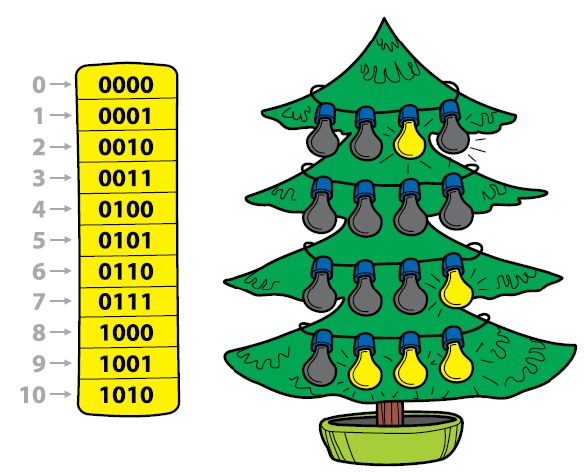 0 → 0000
1 → 0001
2 → 0010
3 → 0011
4 → 0100
5 → 0101
6 → 0110
7 → 0111
8 → 1000
9 → 1001
10 → 1010